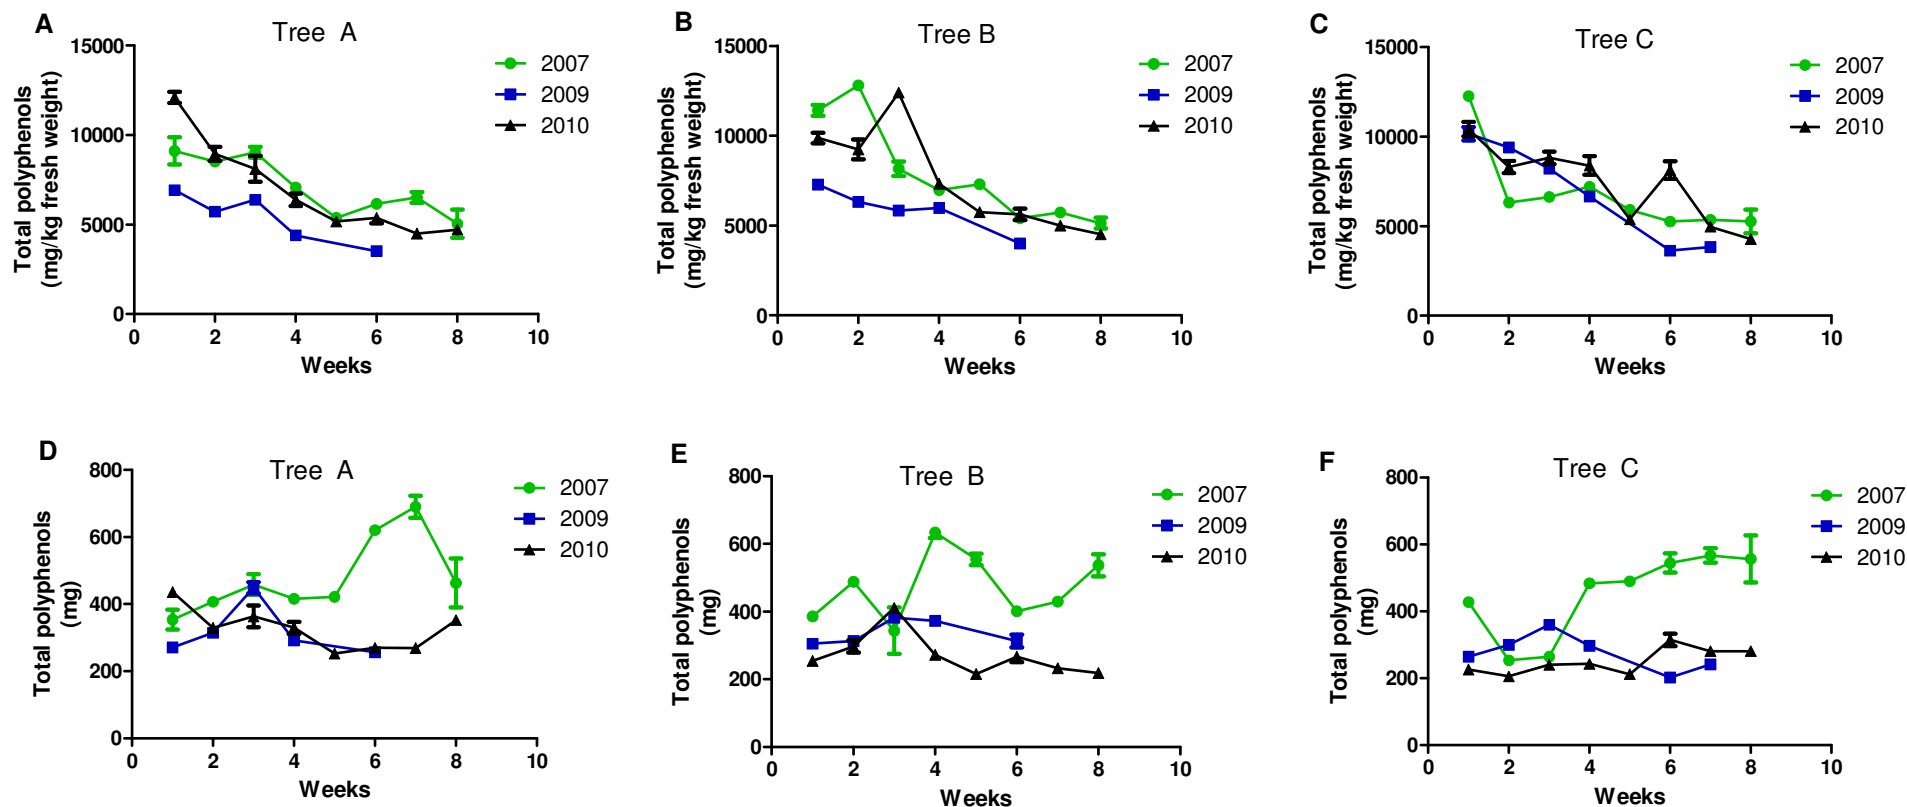 A
Tree A
15000
10000
5000
0
Total polyphenols
(mg/kg fresh weight)
0 2 4 6 8 10
Weeks
2007
2009
2010
B
Tree B
15000
10000
5000
0
Total polyphenols
(mg/kg fresh weight)
0 2 4 6 8 10
Weeks
2007
2009
2010
C
Tree C
15000
10000
5000
0
Total polyphenols
(mg/kg fresh weight)
0 2 4 6 8 10
Weeks
2007
2009
2010
D
Tree A
800
600
400
200
0
Total polyphenols
(mg)
0 2 4 6 8 10
Weeks
2007
2009
2010
E
Tree B
800
600
400
200
0
Total polyphenols
(mg)
0 2 4 6 8 10
Weeks
2007
2009
2010
F
Tree C
800
600
400
200
0
Total polyphenols
(mg)
0 2 4 6 8 10
Weeks
2007
2009
2010